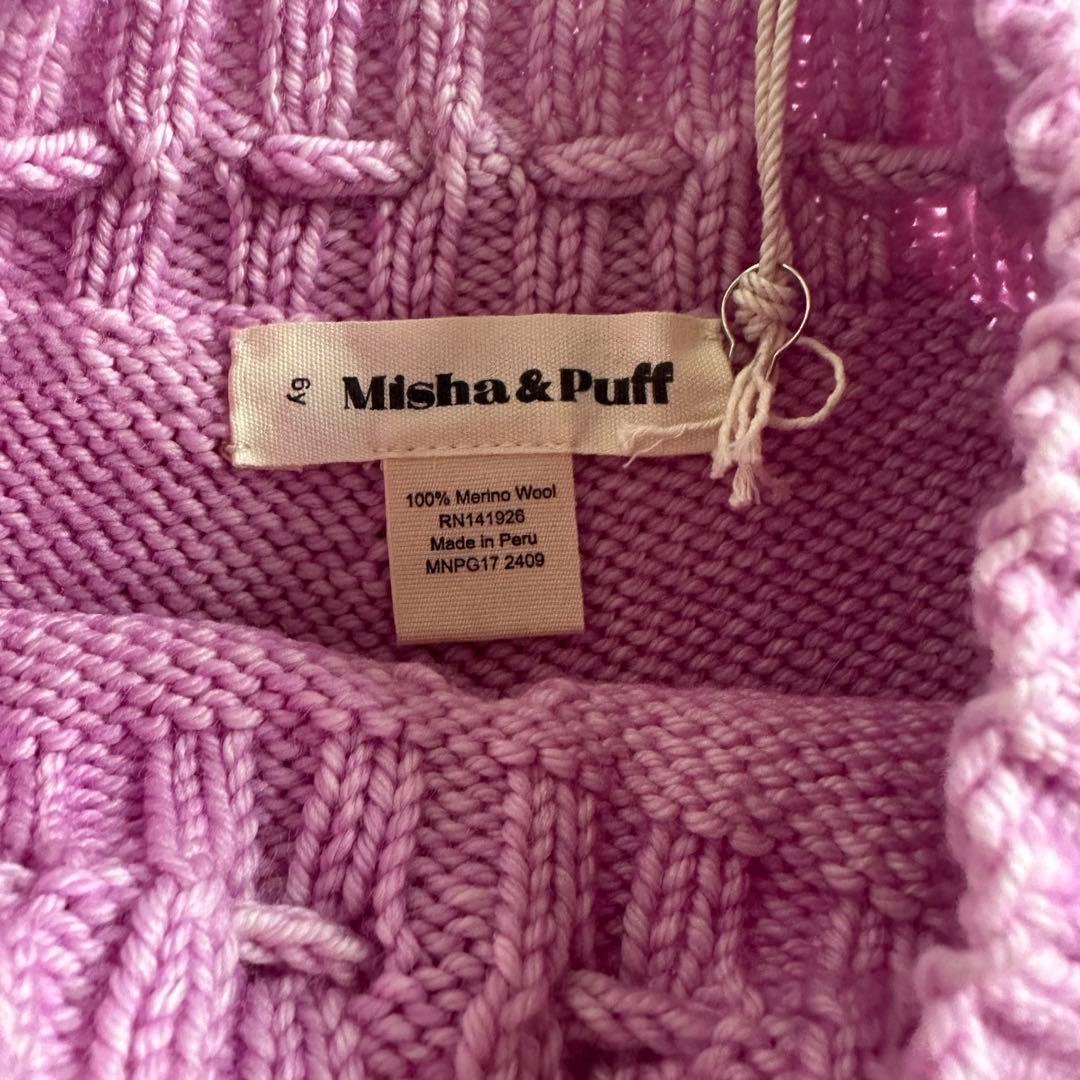 6y
Misha & Puff
100% Merino Wool
RN141926
Made in Peru
MNPG17 2409